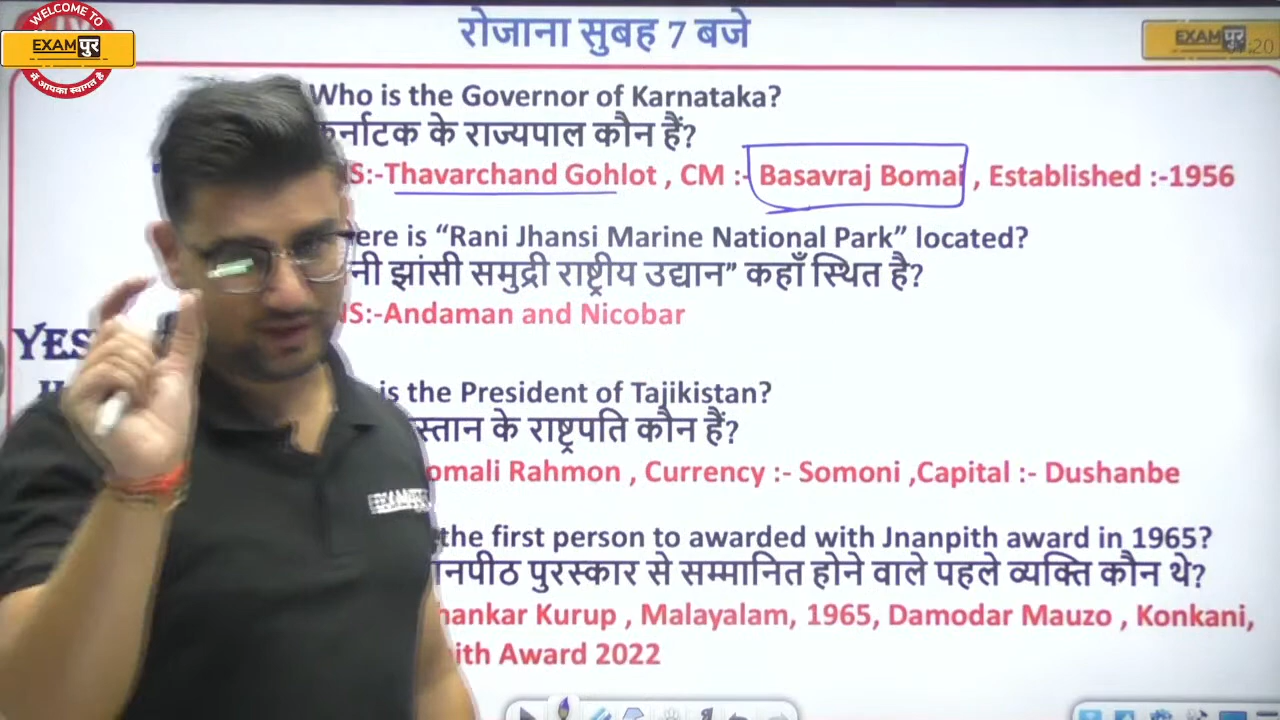 WELCOME TO
EXAMपुर
में आपका स्वागत है
रोजाना सुबह 7 बजे
EXAMपुर
:20
Who is the Governor of Karnataka?
कर्नाटक के राज्यपाल कौन हैं?
S:-Thavarchand Gohlot , CM :- Basavraj Bomai , Established :-1956
ere is “Rani Jhansi Marine National Park” located?
नी झांसी समुद्री राष्ट्रीय उद्यान” कहाँ स्थित है?
NS:-Andaman and Nicobar
YES
is the President of Tajikistan?
स्तान के राष्ट्रपति कौन हैं?
omali Rahmon , Currency :- Somoni ,Capital :- Dushanbe
EXAMपुर
the first person to awarded with Jnanpith award in 1965?
नपीठ पुरस्कार से सम्मानित होने वाले पहले व्यक्ति कौन थे?
hankar Kurup , Malayalam, 1965, Damodar Mauzo , Konkani,
ith Award 2022